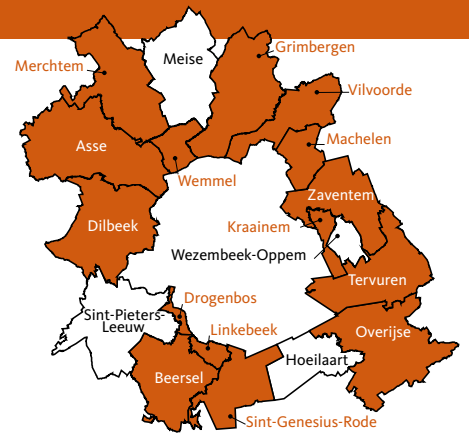 Grimbergen
Meise
Merchtem
Vilvoorde
Machelen
Asse
Wemmel
Zaventem
Dilbeek
Kraainem
Wezembeek-Oppem
Tervuren
Drogenbos
Sint-Pieters-
Leeuw
Linkebeek
Overijse
Hoeilaart
Beersel
Sint-Genesius-Rode